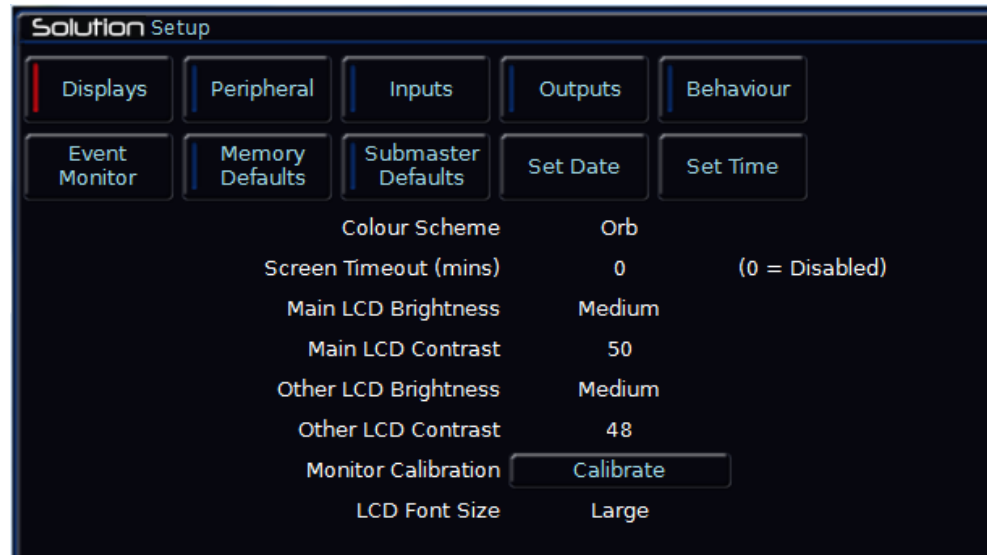 Solution Setup
Displays Peripheral Inputs Outputs Behaviour
Event Monitor Memory Defaults Submaster Defaults Set Date Set Time
Colour Scheme Orb
Screen Timeout (mins) 0 (0 = Disabled)
Main LCD Brightness Medium
Main LCD Contrast 50
Other LCD Brightness Medium
Other LCD Contrast 48
Monitor Calibration Calibrate
LCD Font Size Large